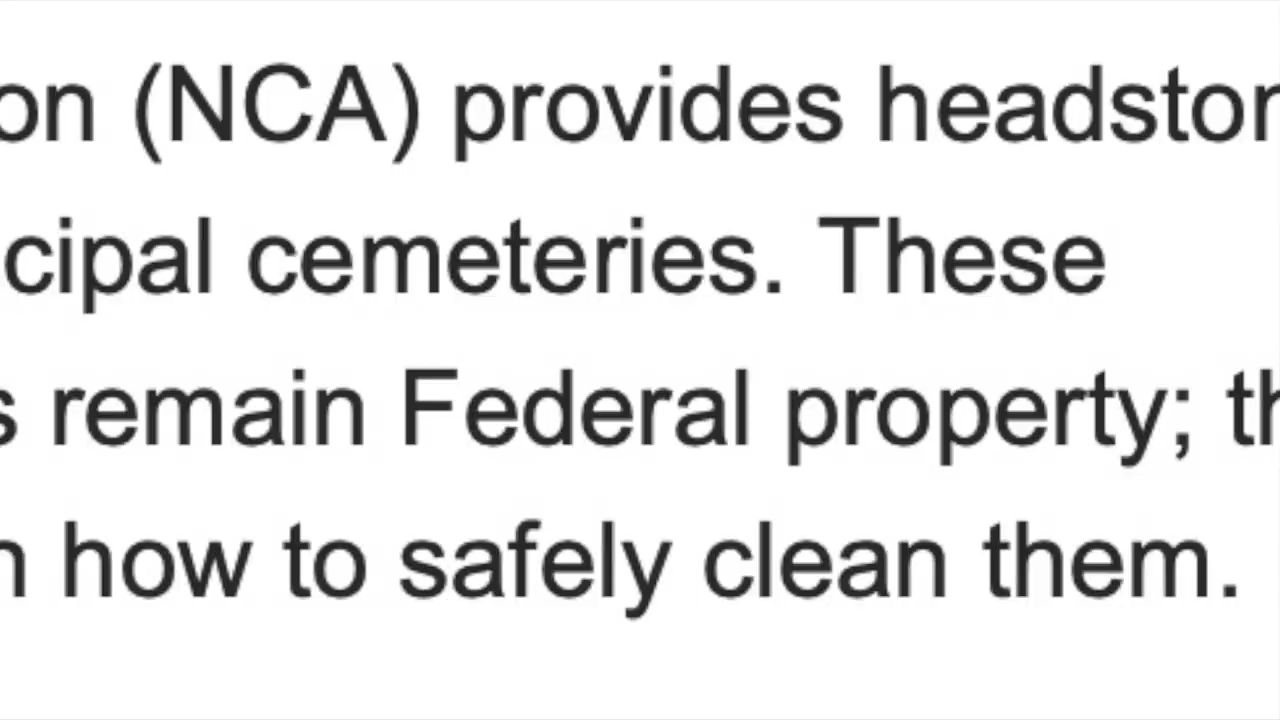 on (NCA) provides headstor
cipal cemeteries. These
s remain Federal property; th
n how to safely clean them.